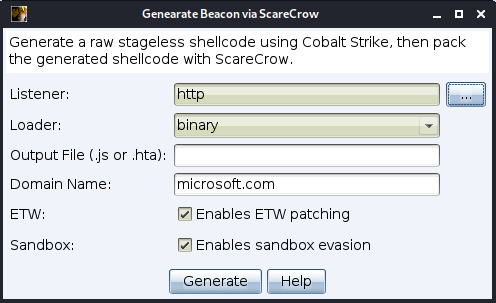 Genearate Beacon via ScareCrow
Generate a raw stageless shellcode using Cobalt Strike, then pack
the generated shellcode with ScareCrow.
Listener:
http
...
Loader:
binary
Output File (.js or .hta):
Domain Name:
microsoft.com
ETW:
Enables ETW patching
Sandbox:
Enables sandbox evasion
Generate
Help